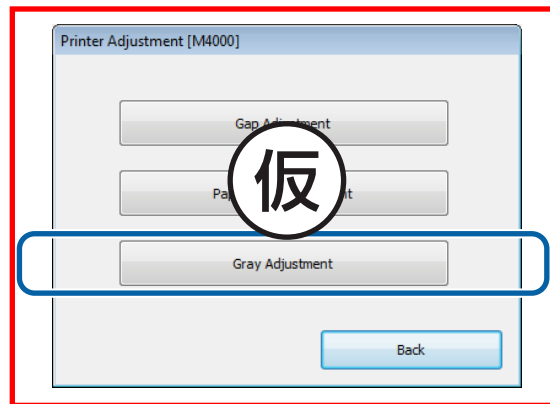 Printer Adjustment [M4000]
Gap Adjustment
仮
Gray Adjustment
Back